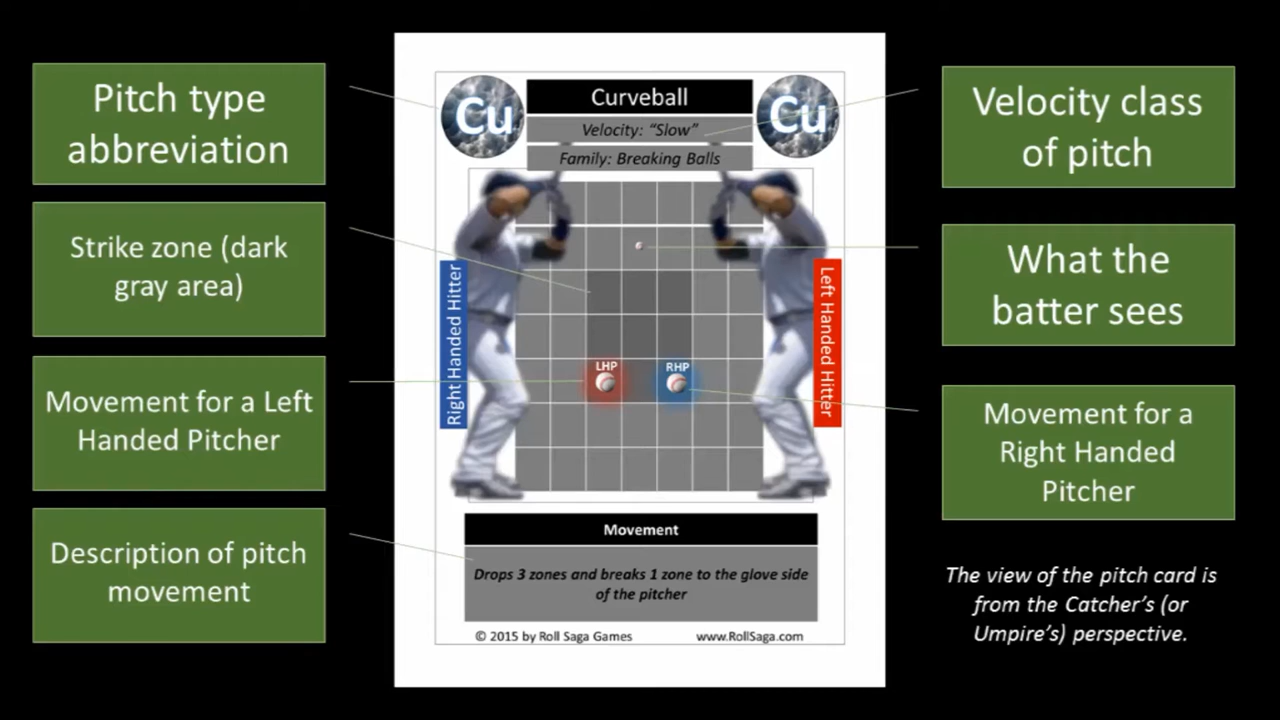 Pitch type
abbreviation
Strike zone (dark
gray area)
Movement for a Left
Handed Pitcher
Description of pitch
movement
Cu
Curveball
Cu
Velocity: “Slow”
Family: Breaking Balls
Right Handed Hitter
Left Handed Hitter
LHP
RHP
Movement
Drops 3 zones and breaks 1 zone to the glove side
of the pitcher
© 2015 by Roll Saga Games
www.RollSaga.com
Velocity class
of pitch
What the
batter sees
Movement for a
Right Handed
Pitcher
The view of the pitch card is
from the Catcher’s (or
Umpire’s) perspective.